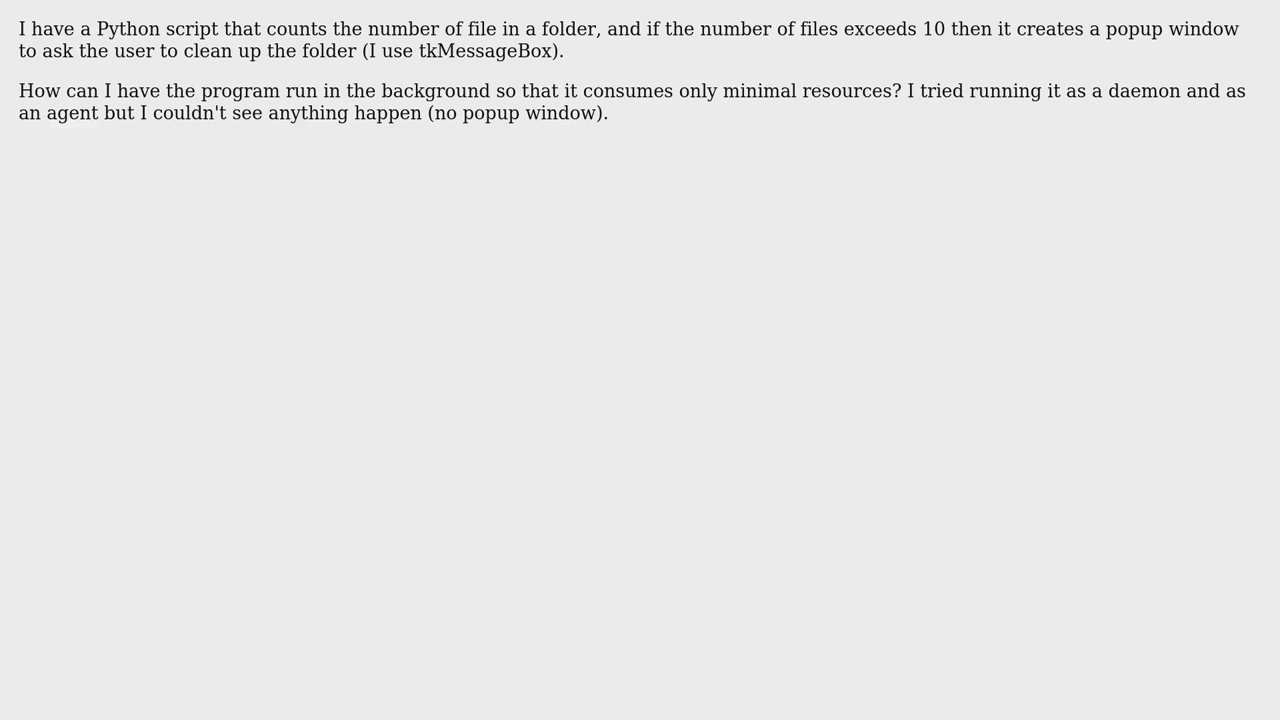 I have a Python script that counts the number of file in a folder, and if the number of files exceeds 10 then it creates a popup window
to ask the user to clean up the folder (I use tkMessageBox).
How can I have the program run in the background so that it consumes only minimal resources? I tried running it as a daemon and as
an agent but I couldn't see anything happen (no popup window).